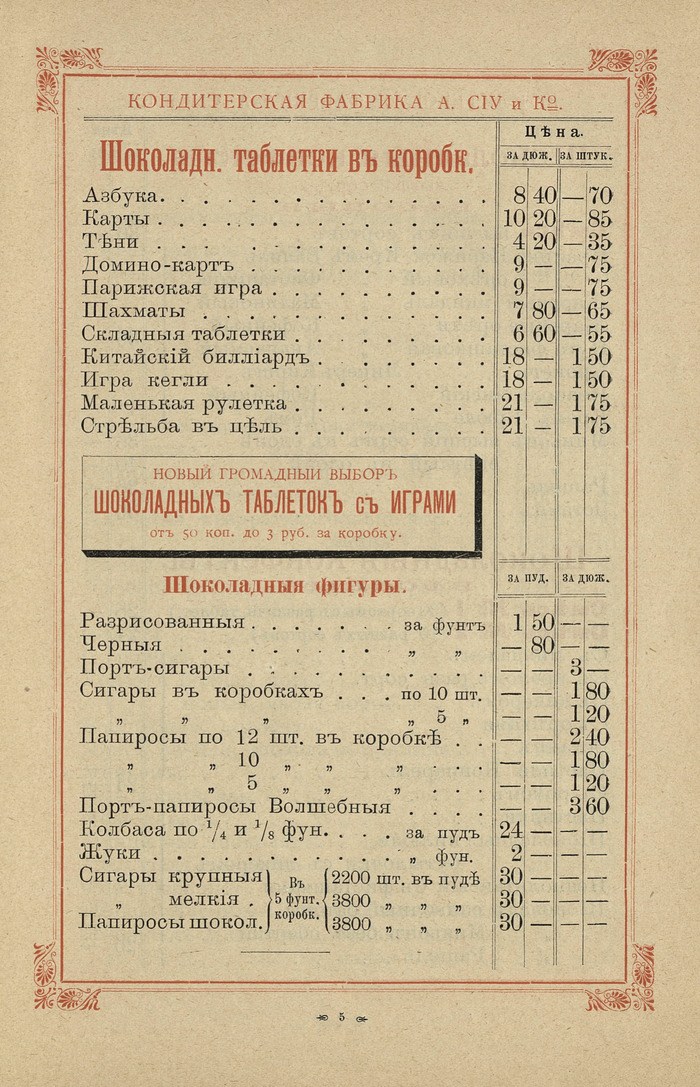 КОНДИТЕРСКАЯ ФАБРИКА А. СІУ и Ко.
Цѣна.
Шоколадн. таблетки въ коробк.
ЗА ДЮЖ. ЗА ШТУК.
Азбука. 8 40 — 70
Карты 10 20 — 85
Тѣни 4 20 — 35
Домино-картъ 9 — — 75
Парижская игра 9 — — 75
Шахматы 7 80 — 65
Складныя таблетки 6 60 — 55
Китайскій билліардъ 18 — 1 50
Игра кегли 18 — 1 50
Маленькая рулетка 21 — 1 75
Стрѣльба въ цѣль 21 — 1 75
НОВЫЙ ГРОМАДНЫЙ ВЫБОРЪ
ШОКОЛАДНЫХЪ ТАБЛЕТОКЪ съ ИГРАМИ
отъ 50 коп. до 3 руб. за коробку.
Шоколадныя фигуры.
ЗА ПУД. ЗА ДЮЖ.
Разрисованныя . . . . . . . за фунтъ 1 50 — —
Черныя . . . . . . . . „ „ — 80 — —
Портъ-сигары — — 3 —
Сигары въ коробкахъ . . . по 10 шт. — — 1 80
„ „ „ „ 5 „ — — 1 20
Папиросы по 12 шт. въ коробкѣ . . — — 2 40
„ „ 10 „ „ „ . . . — — 1 80
„ „ 5 „ „ „ . . . — — 1 20
Портъ-папиросы Волшебныя . . . . — — 3 60
Колбаса по 1/4 и 1/8 фун. . . . за пудъ 24 — — —
Жуки . . . . . . . . . . „ фун. 2 — — —
Сигары крупныя Въ 5 фунт. коробк. 2200 шт. въ пудѣ 30 — — —
„ мелкія . 3800 „ „ „ 30 — — —
Папиросы шокол. 3800 „ „ „ 30 — — —
5